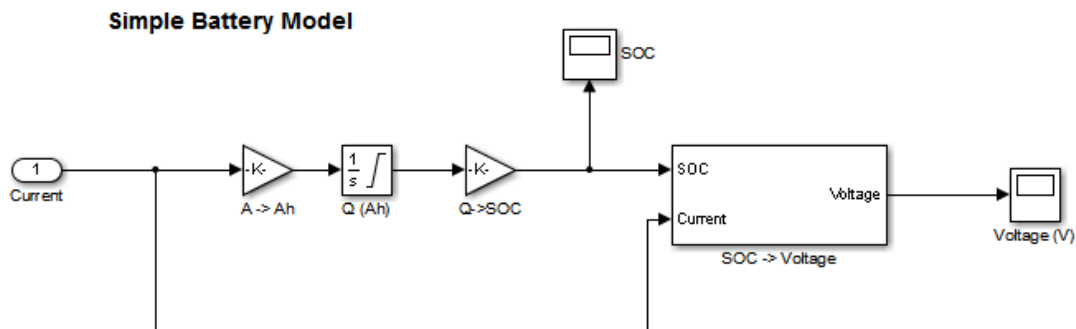 Simple Battery Model
SOC
1
Current
-K-
A -> Ah
1
s
Q (Ah)
-K-
Q->SOC
SOC
Current
Voltage
SOC -> Voltage
Voltage (V)